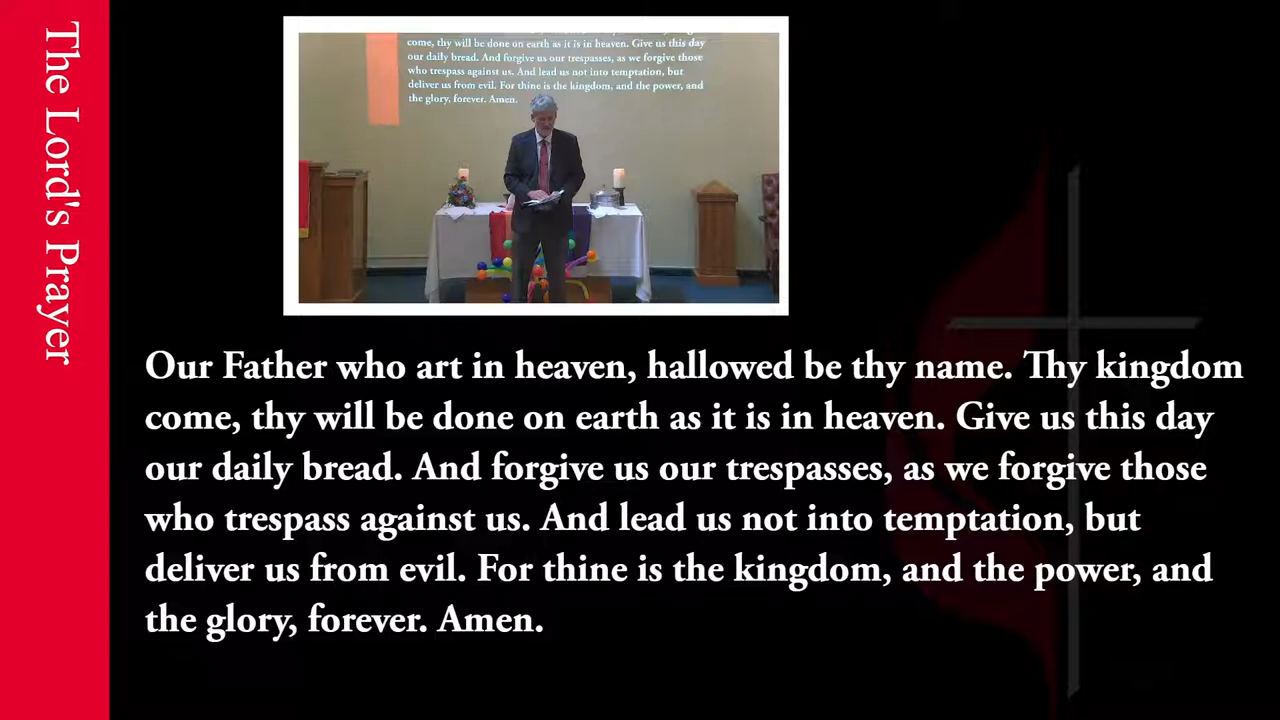 The Lord's Prayer
come, thy will be done on earth as it is in heaven. Give us this day
our daily bread. And forgive us our trespasses, as we forgive those
who trespass against us. And lead us not into temptation, but
deliver us from evil. For thine is the kingdom, and the power, and
the glory, forever. Amen.
Our Father who art in heaven, hallowed be thy name. Thy kingdom
come, thy will be done on earth as it is in heaven. Give us this day
our daily bread. And forgive us our trespasses, as we forgive those
who trespass against us. And lead us not into temptation, but
deliver us from evil. For thine is the kingdom, and the power, and
the glory, forever. Amen.